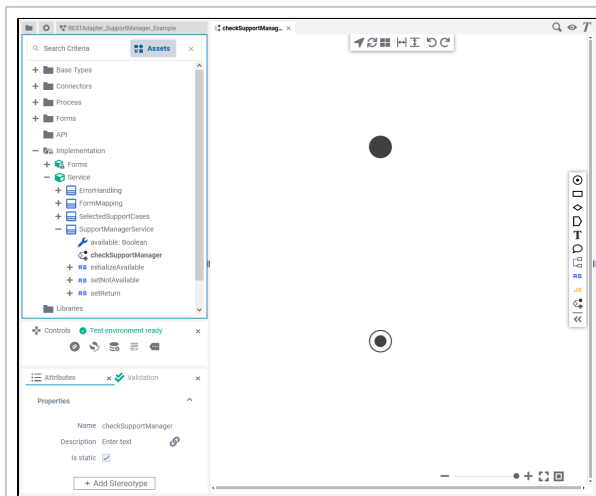 RESTAdapter_SupportManager_Example
checkSupportManag... ×
T
Search Criteria
Assets
×
Base Types
Connectors
Process
Forms
API
Implementation
Forms
Service
ErrorHandling
FormMapping
SelectedSupportCases
SupportManagerService
available: Boolean
checkSupportManager
RS initializeAvailable
RS setNotAvailable
RS setReturn
Libraries
T
RS
JS
Controls
Test environment ready
×
Attributes
×
Validation
×
Properties
Name checkSupportManager
Description Enter text
Is static
+ Add Stereotype